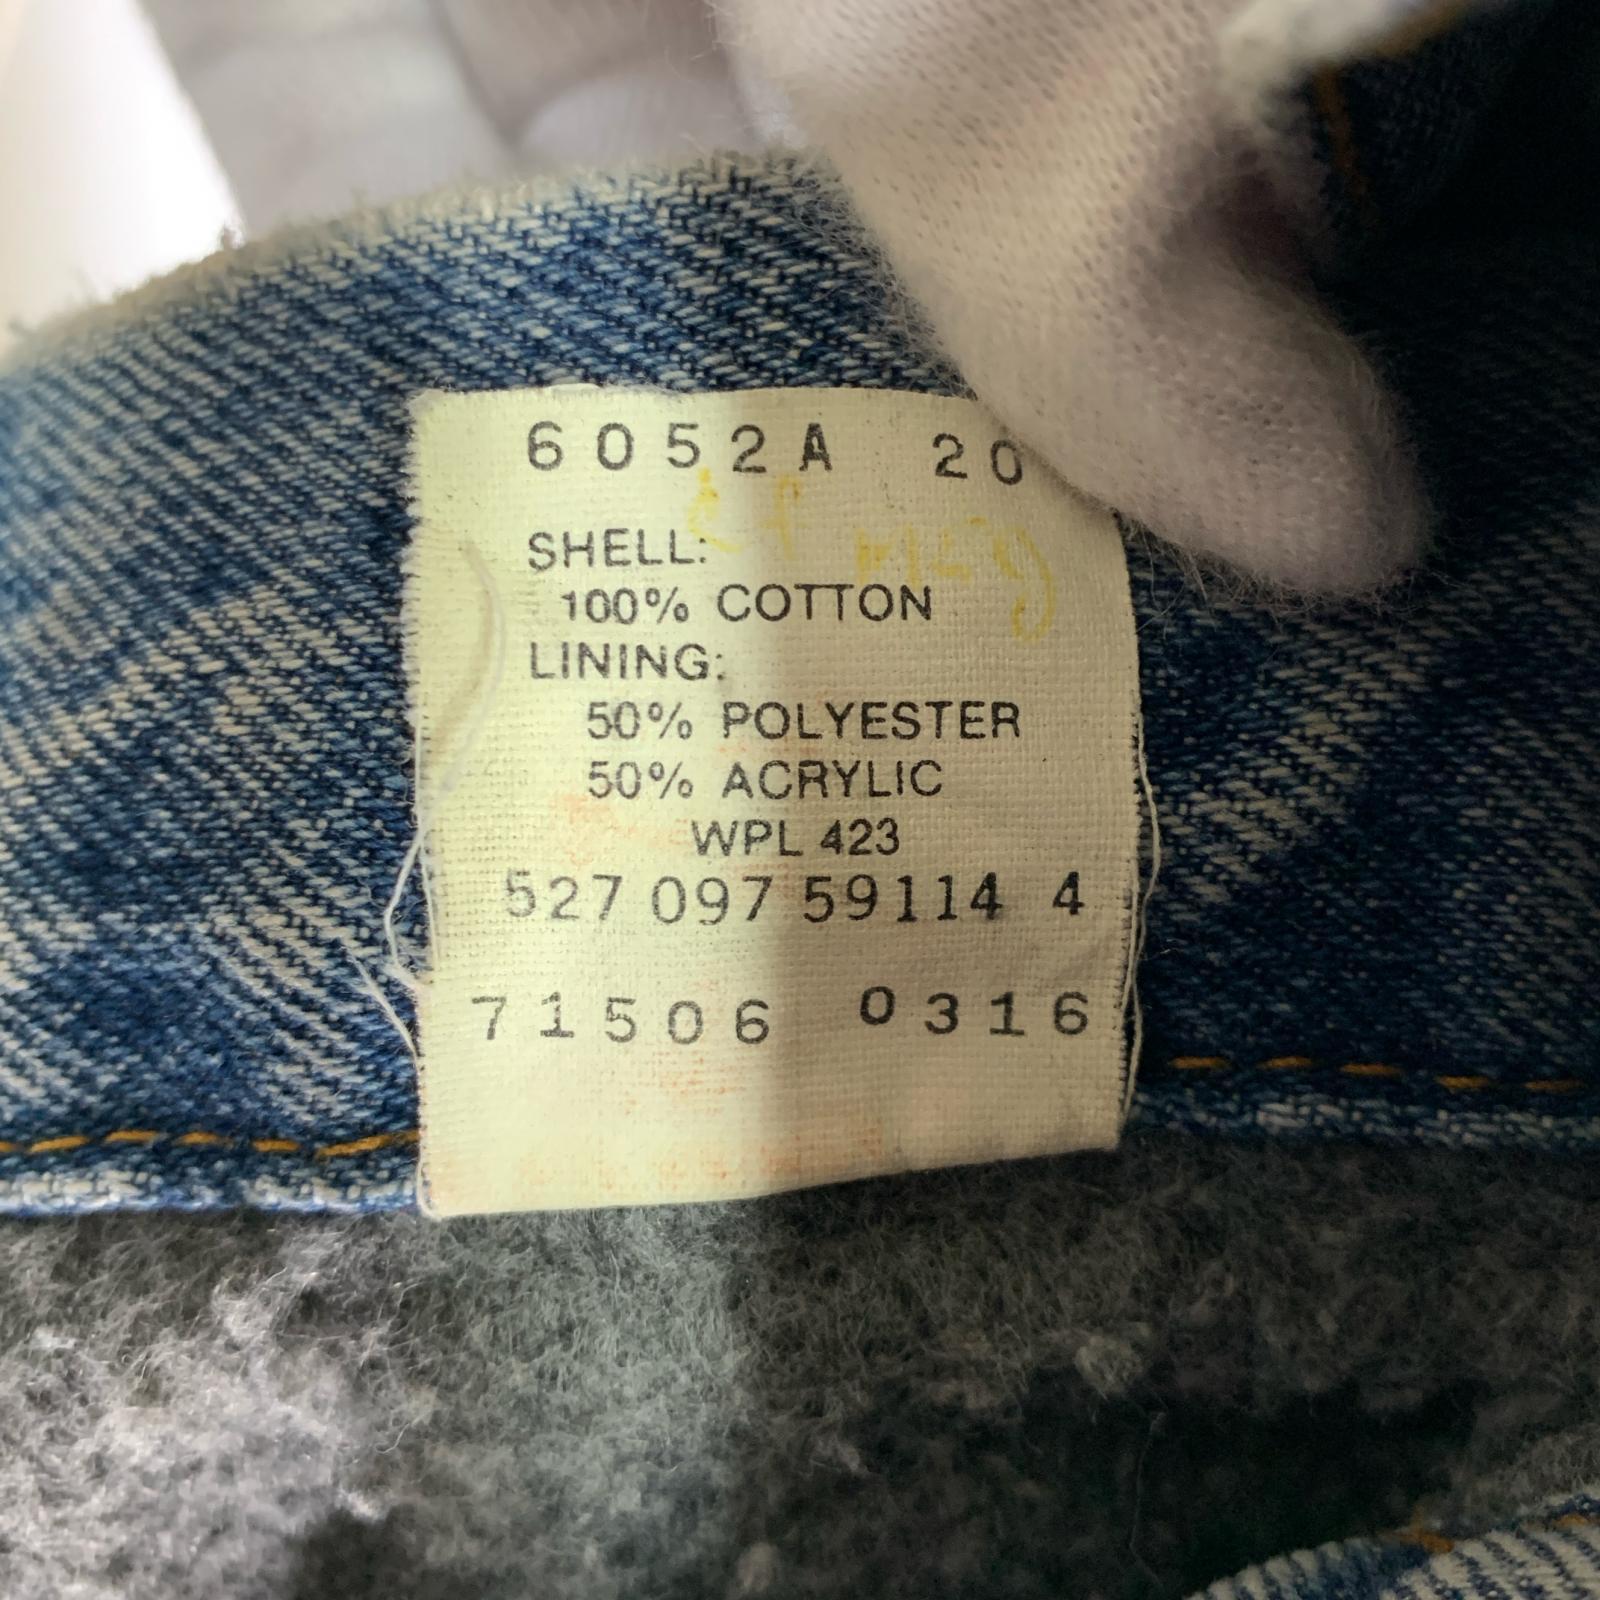 6052A 20
SHELL:
100% COTTON
LINING:
50% POLYESTER
50% ACRYLIC
WPL 423
527 097 59114 4
71506 0316